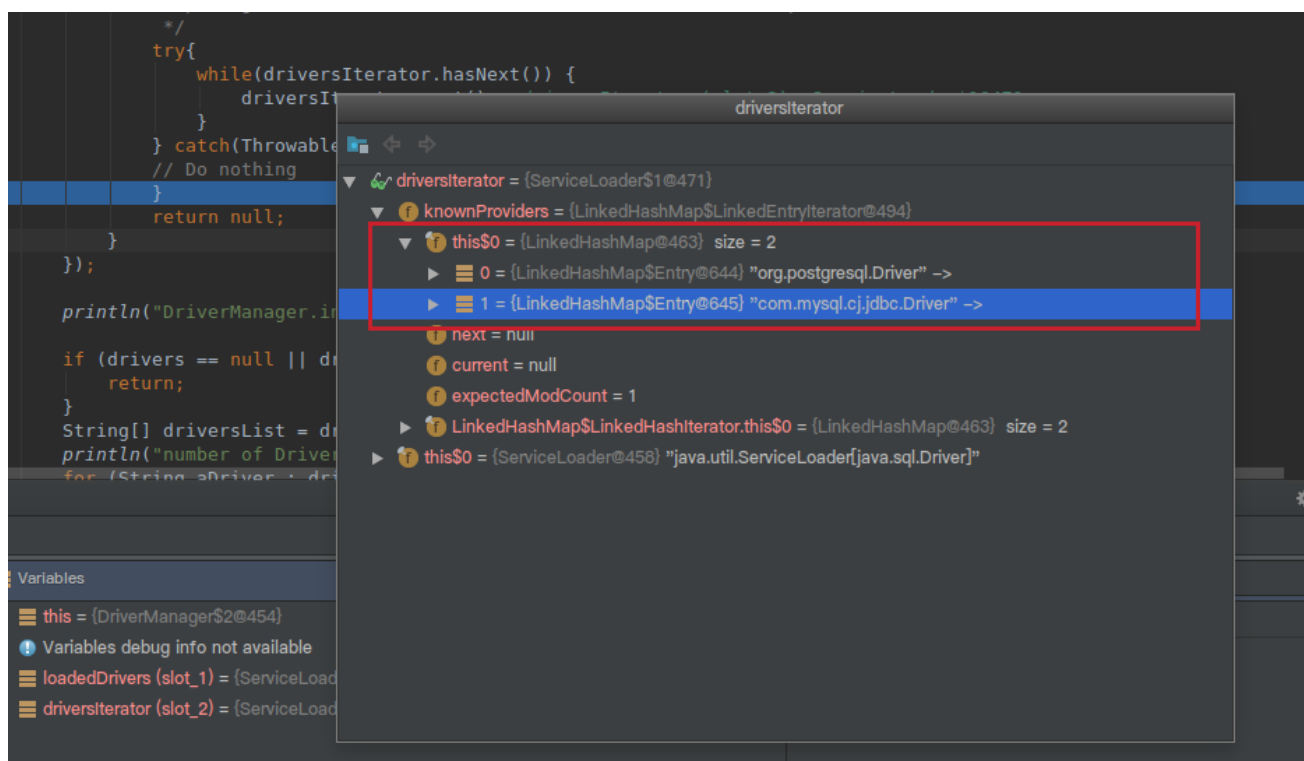 */
try{
while(driversIterator.hasNext()) {
driversIt
}
} catch(Throwable
// Do nothing
}
return null;
}
});
println("DriverManager.in
if (drivers == null || dr
return;
}
String[] driversList = dr
println("number of Driver
for (String aDriver : dri
driversIterator
driversIterator = {ServiceLoader$1@471}
knownProviders = {LinkedHashMap$LinkedEntryIterator@494}
this$0 = {LinkedHashMap@463} size = 2
0 = {LinkedHashMap$Entry@644} "org.postgresql.Driver" ->
1 = {LinkedHashMap$Entry@645} "com.mysql.cj.jdbc.Driver" ->
next = null
current = null
expectedModCount = 1
LinkedHashMap$LinkedHashIterator.this$0 = {LinkedHashMap@463} size = 2
this$0 = {ServiceLoader@458} "java.util.ServiceLoader[java.sql.Driver]"
Variables
this = {DriverManager$2@454}
Variables debug info not available
loadedDrivers (slot_1) = {ServiceLoad
driversIterator (slot_2) = {ServiceLoad